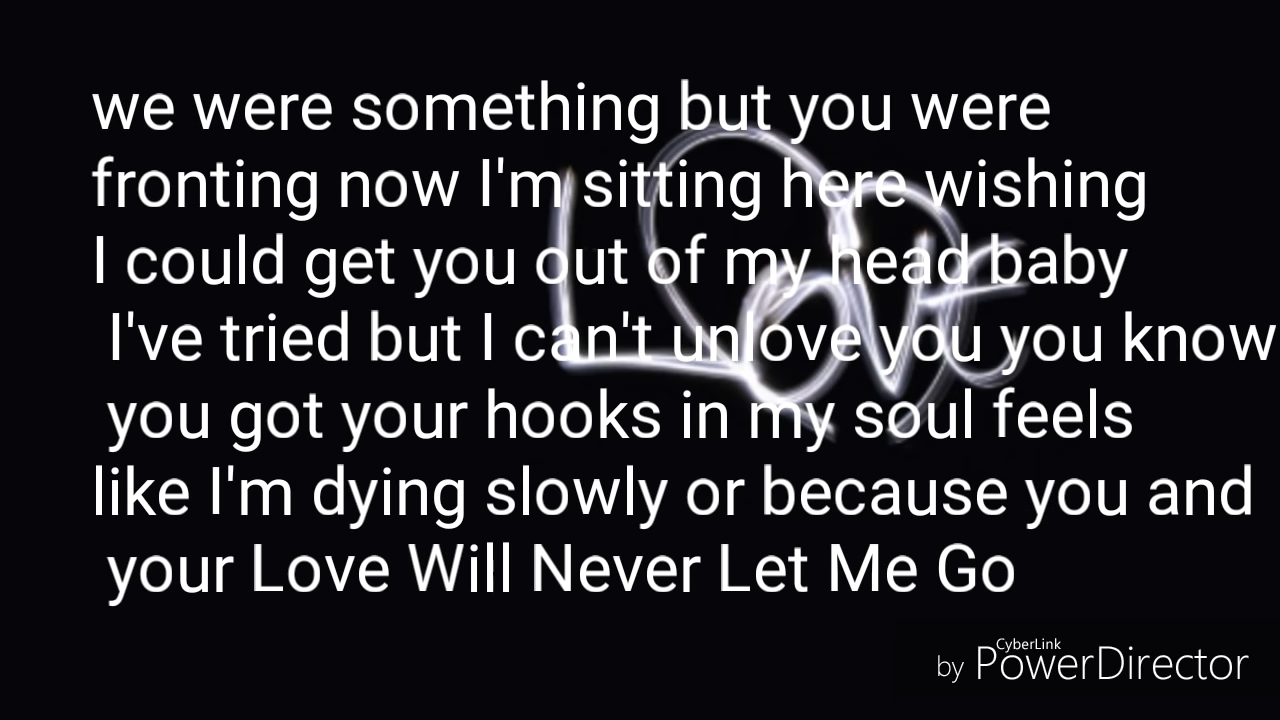 we were something but you were
fronting now I'm sitting here wishing
I could get you out of my head baby
I've tried but I can't unlove you you know
you got your hooks in my soul feels
like I'm dying slowly or because you and
your Love Will Never Let Me Go
Love
by CyberLink PowerDirector